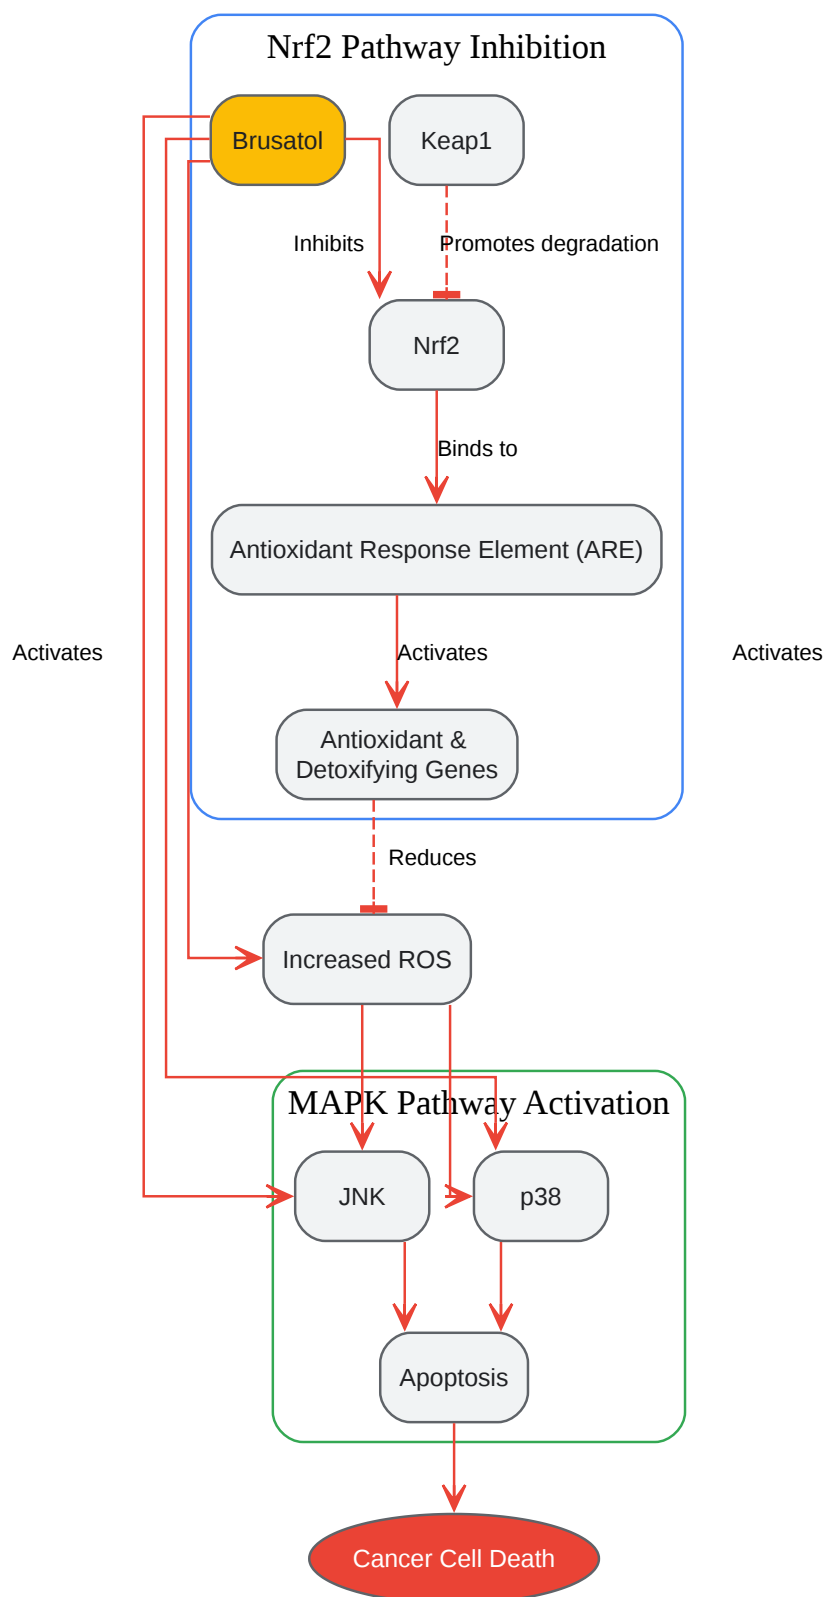 Nrf2 Pathway Inhibition
Brusatol
Keap1
Inhibits
Promotes degradation
Nrf2
Binds to
Antioxidant Response Element (ARE)
Activates
Activates
Activates
Antioxidant &
Detoxifying Genes
Reduces
Increased ROS
MAPK Pathway Activation
JNK
p38
Apoptosis
Cancer Cell Death